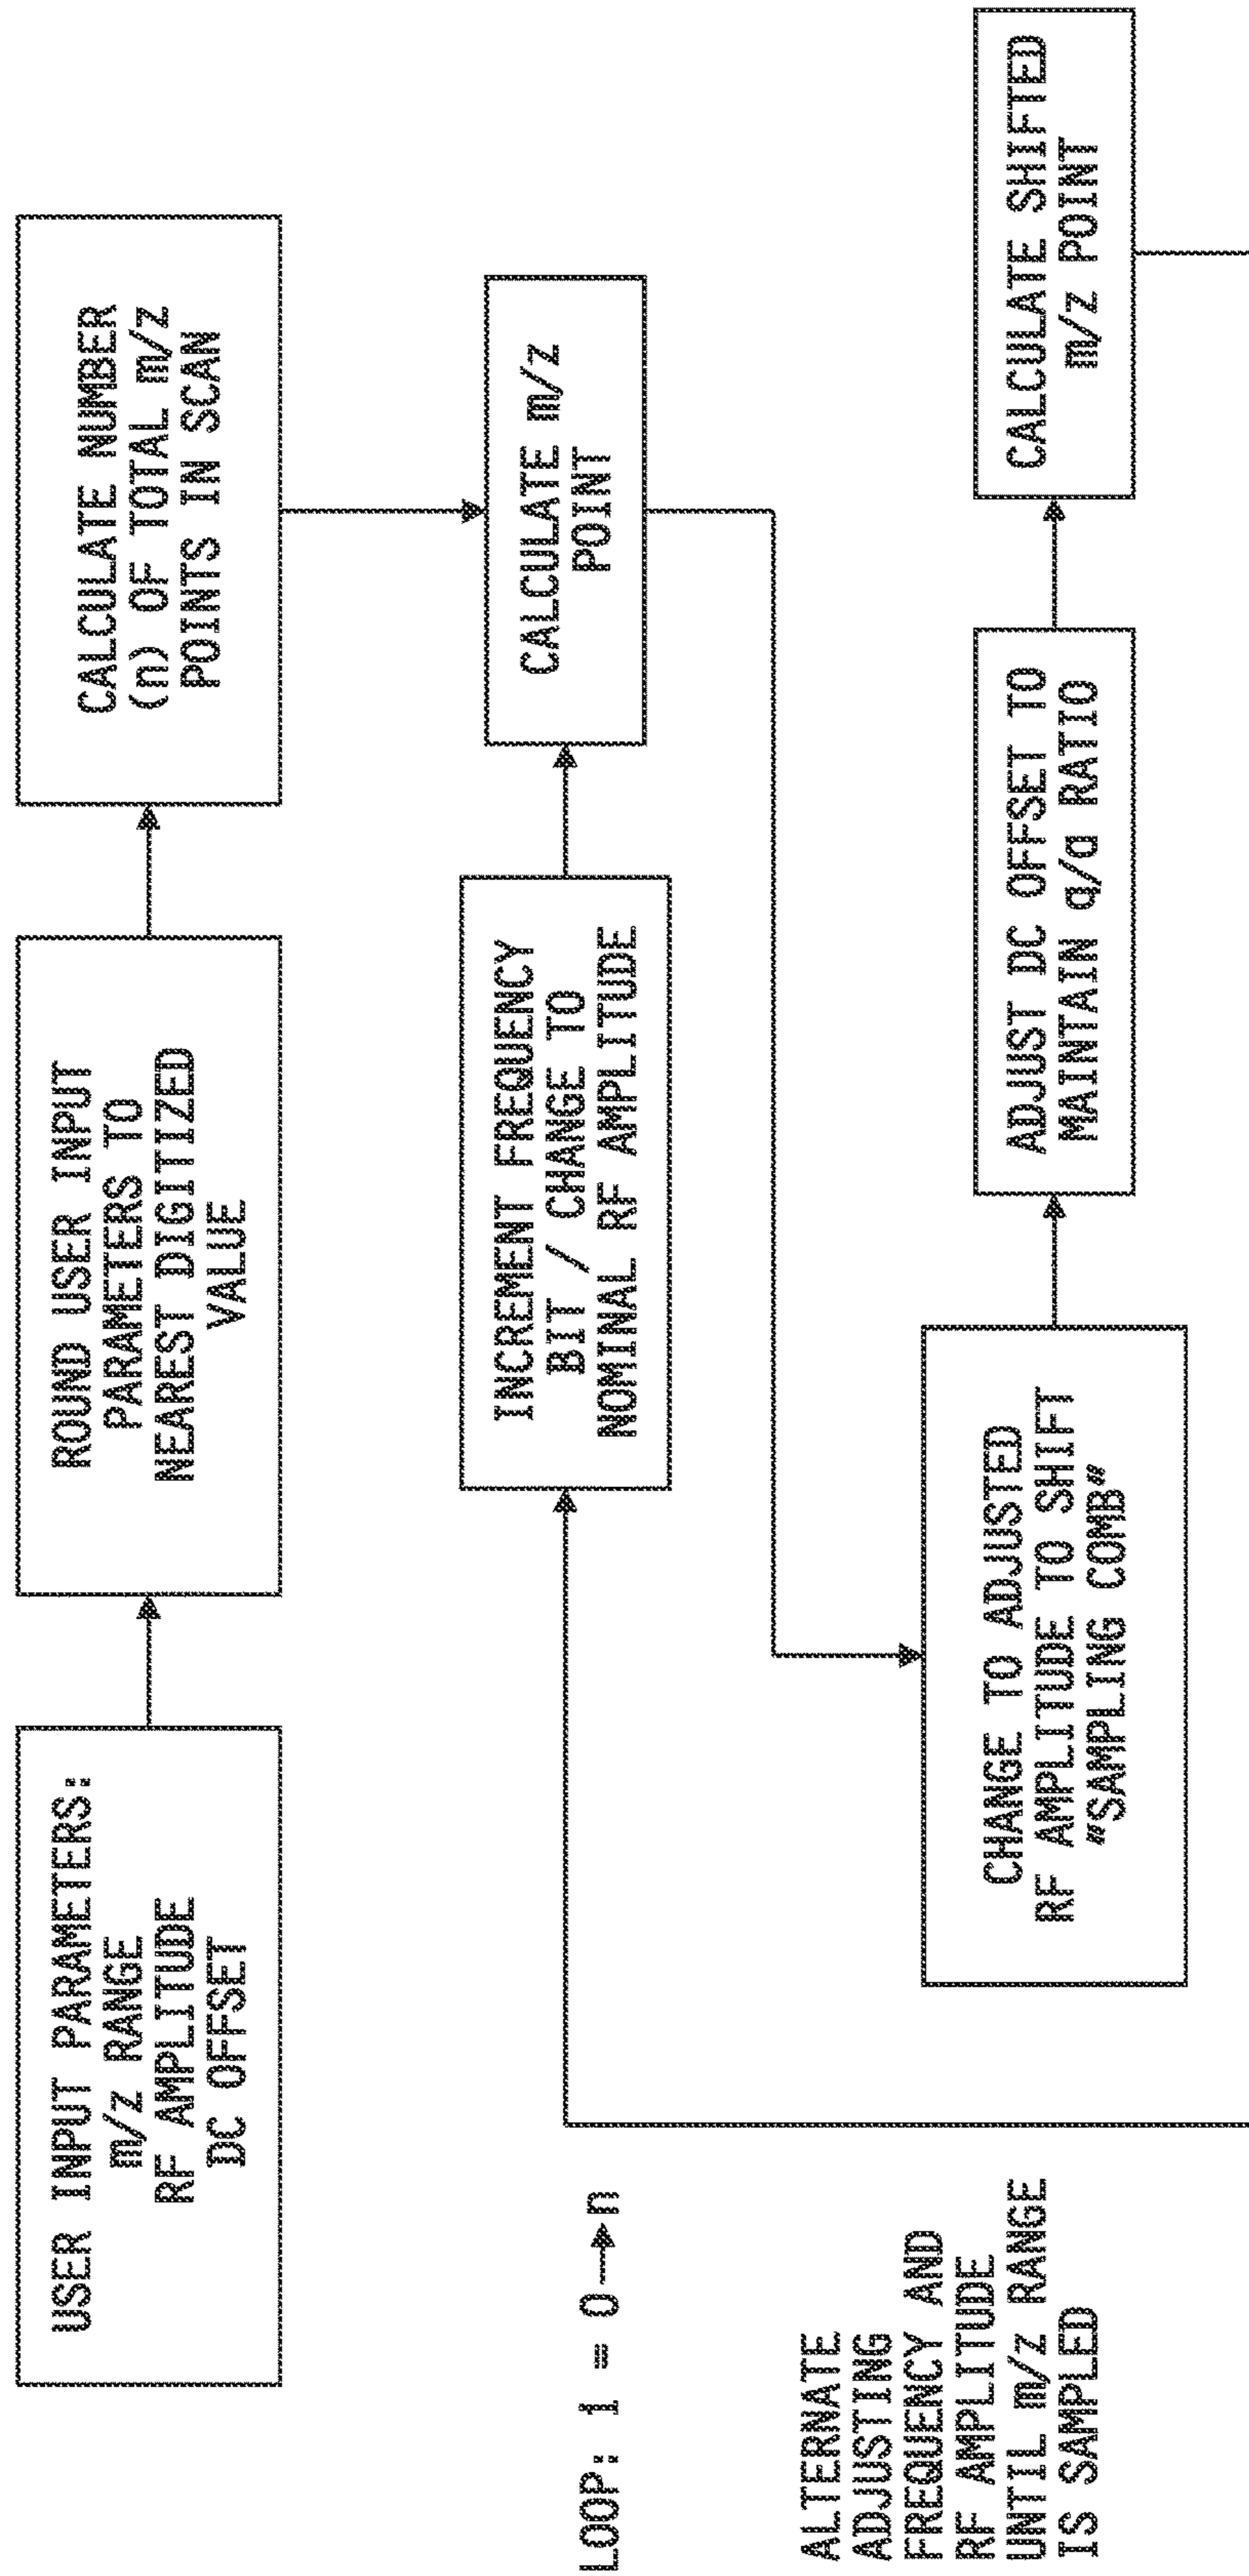 USER INPUT PARAMETERS:
m/z RANGE
RF AMPLITUDE
DC OFFSET
ROUND USER INPUT
PARAMETERS TO
NEAREST DIGITIZED
VALUE
CALCULATE NUMBER
(n) OF TOTAL m/z
POINTS IN SCAN
LOOP: i = 0→n
INCREMENT FREQUENCY
BIT / CHANGE TO
NOMINAL RF AMPLITUDE
CALCULATE m/z
POINT
ALTERNATE
ADJUSTING
FREQUENCY AND
RF AMPLITUDE
UNTIL m/z RANGE
IS SAMPLED
CHANGE TO ADJUSTED
RF AMPLITUDE TO SHIFT
"SAMPLING COMB"
ADJUST DC OFFSET TO
MAINTAIN q/a RATIO
CALCULATE SHIFTED
m/z POINT